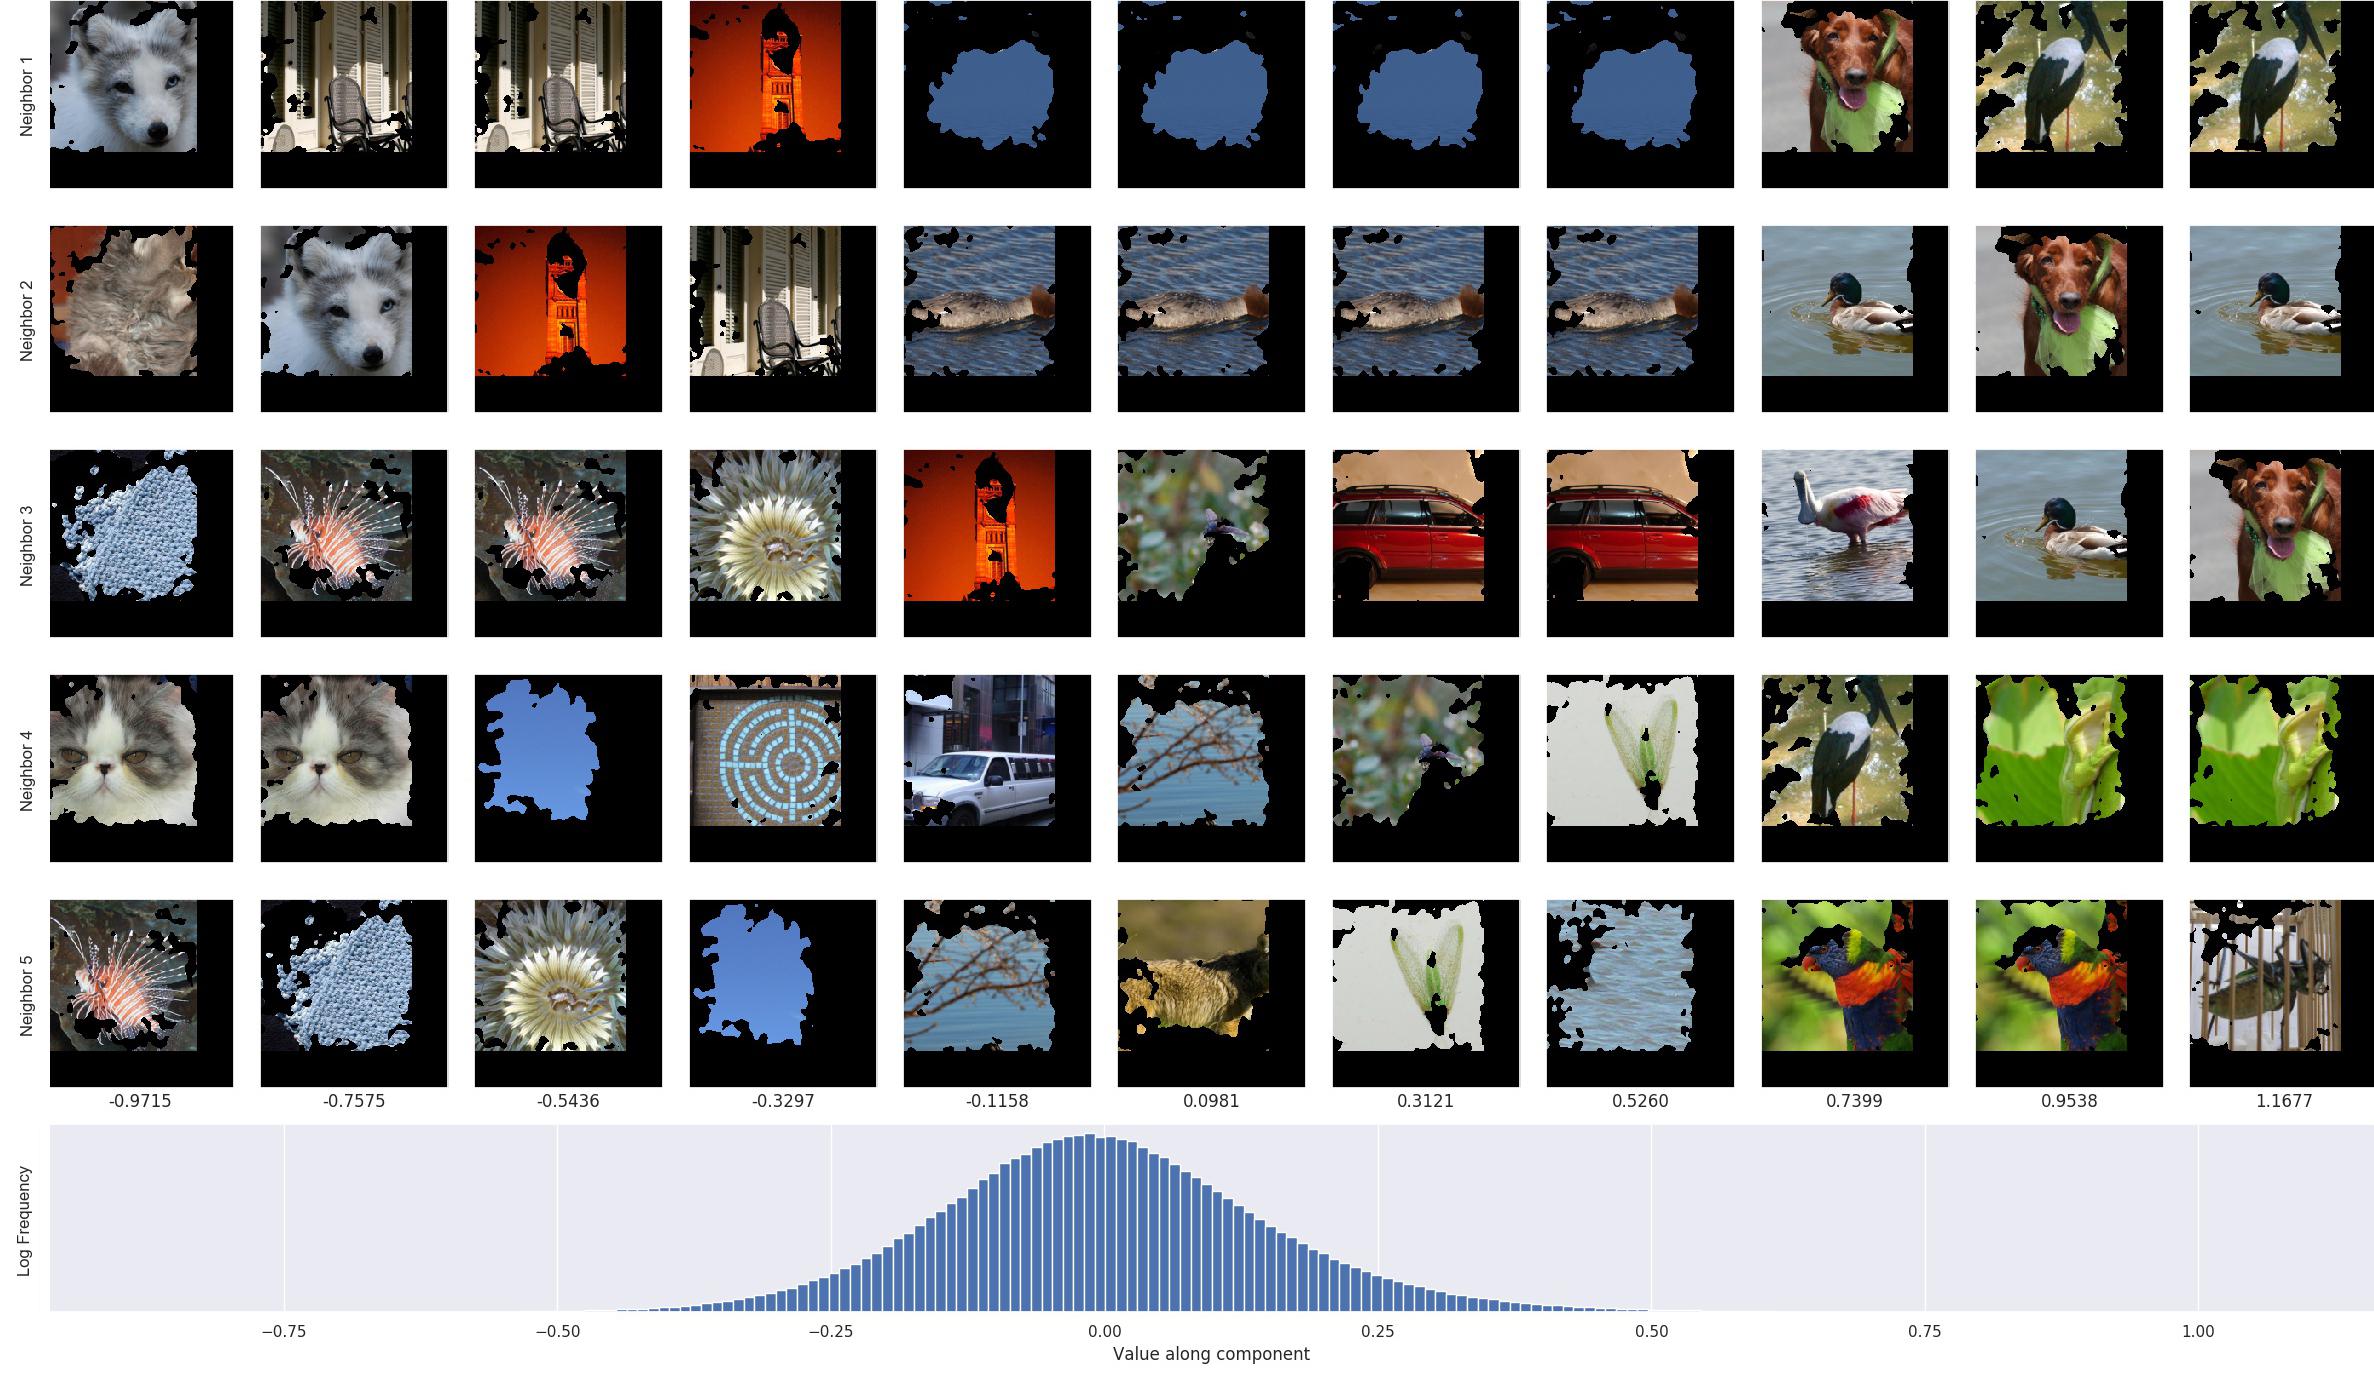 Neighbor 1
Neighbor 2
Neighbor 3
Neighbor 4
Neighbor 5
-0.9715 -0.7575 -0.5436 -0.3297 -0.1158 0.0981 0.3121 0.5260 0.7399 0.9538 1.1677
Log Frequency
−0.75 −0.50 −0.25 0.00 0.25 0.50 0.75 1.00
Value along component